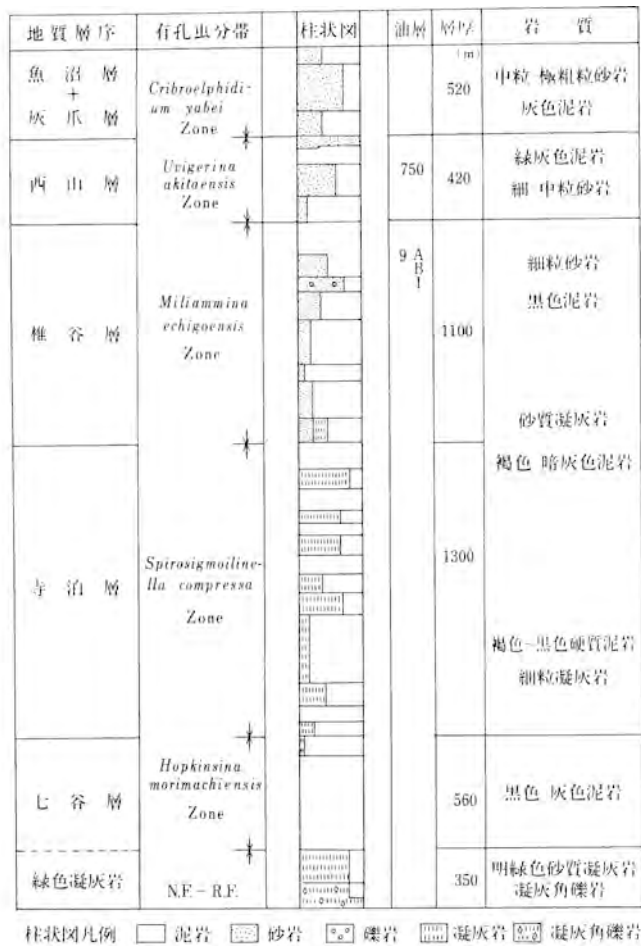 地質層序 有孔虫分帯 柱状図 油層 層厚 岩質
(m)
魚沼層
+
灰爪層
Cribroelphidi-
um yabei
Zone
520
中粒 極粗粒砂岩
灰色泥岩
西山層
Uvigerina
akitaensis
Zone
750
420
緑灰色泥岩
細 中粒砂岩
椎谷層
Miliammina
echigoensis
Zone
9 A
B
I
1100
細粒砂岩
黒色泥岩
砂質凝灰岩
寺泊層
Spirosigmoiline-
lla compressa
Zone
1300
褐色 暗灰色泥岩
褐色~黒色硬質泥岩
細粒凝灰岩
七谷層
Hopkinsina
morimachiensis
Zone
560
黒色 灰色泥岩
緑色凝灰岩
N.F. - R.F.
350
明緑色砂質凝灰岩
凝灰角礫岩
柱状図凡例 泥岩 砂岩 礫岩 凝灰岩 凝灰角礫岩